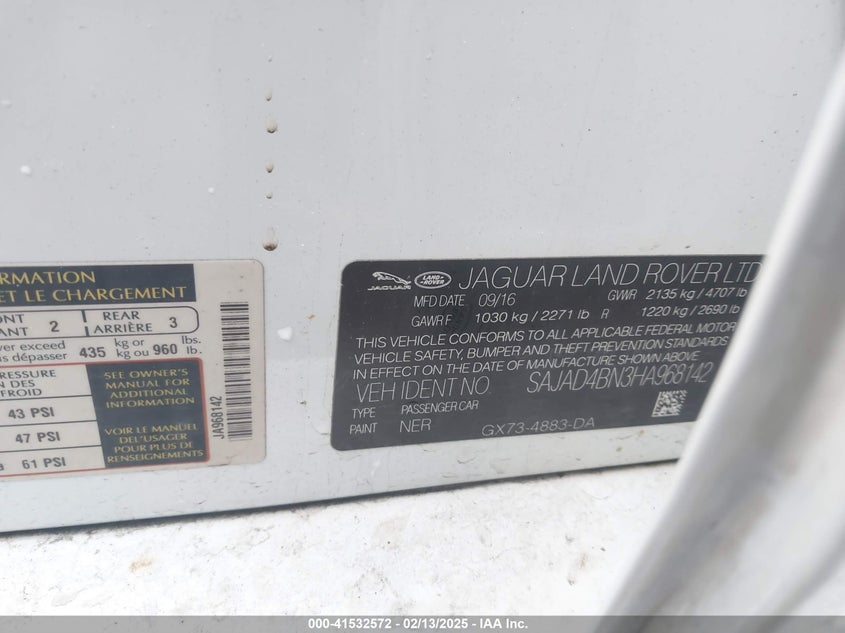 RMATION
ET LE CHARGEMENT
ONT
ANT 2
REAR
ARRIÈRE 3
ver exceed
is dépasser 435 kg or
kg ou 960 lbs.
lb.
PRESSURE
ON DES
FROID
43 PSI
47 PSI
a 61 PSI
SEE OWNER'S
MANUAL FOR
ADDITIONAL
INFORMATION
VOIR LE MANUEL
DE L'USAGER
POUR PLUS DE
RENSEIGNEMENTS
JA968142
JAGUAR LAND-ROVER JAGUAR LAND ROVER LTD
MFD DATE 09/16 GVWR 2135 kg / 4707 lb
GAWR F 1030 kg / 2271 lb R 1220 kg / 2690 lb
THIS VEHICLE CONFORMS TO ALL APPLICABLE FEDERAL MOTOR
VEHICLE SAFETY, BUMPER AND THEFT PREVENTION STANDARDS
IN EFFECT ON THE DATE OF MANUFACTURE SHOWN ABOVE
VEH IDENT NO. SAJAD4BN3HA968142
TYPE PASSENGER CAR
PAINT NER GX73-4883-DA
000-41532572 - 02/13/2025 - IAA Inc.